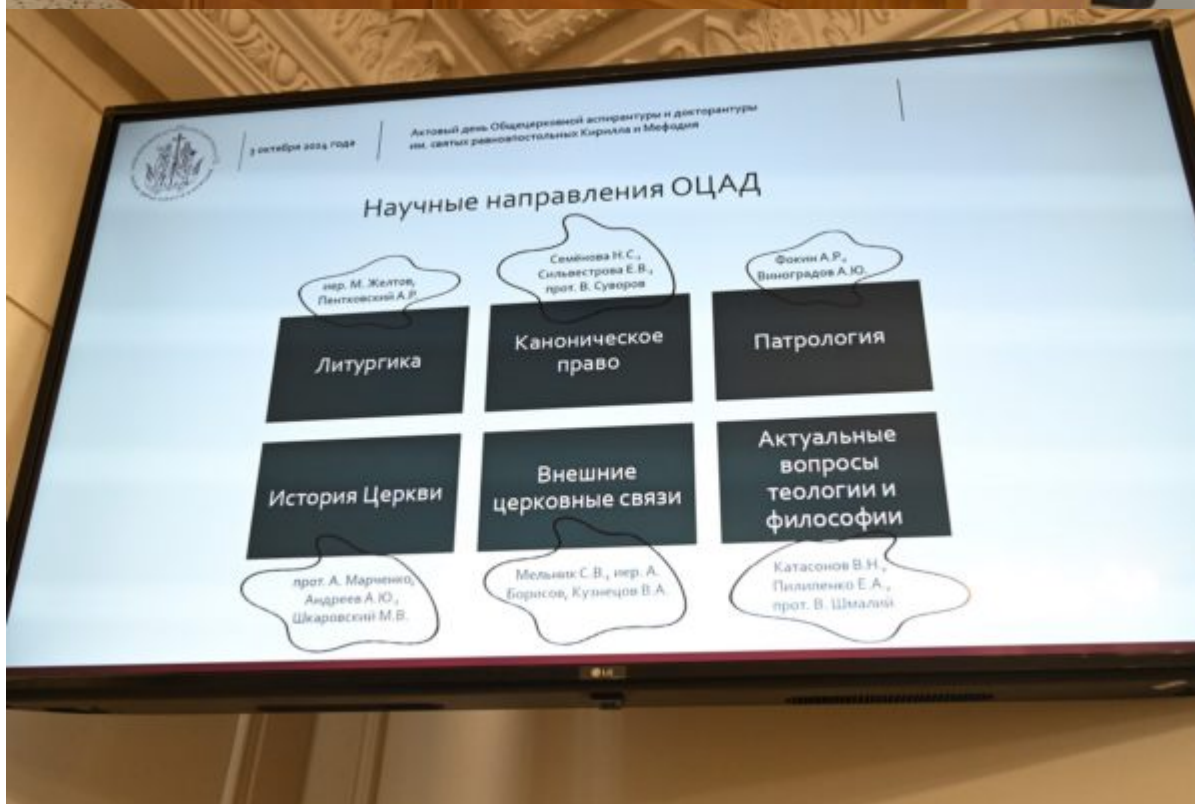 3 октября 2024 года
Актовый день Общецерковной аспирантуры и докторантуры
им. святых равноапостольных Кирилла и Мефодия
Научные направления ОЦАД
иер. М. Желтов,
Пентковский А.Р.
Семёнова Н.С.,
Сильвестрова Е.В.,
прот. В. Суворов
Фокин А.Р.,
Виноградов А.Ю.
Литургика
Каноническое
право
Патрология
История Церкви
Внешние
церковные связи
Актуальные
вопросы
теологии и
философии
прот. А. Марченко,
Андреев А.Ю.,
Шкаровский М.В.
Мельник С.В., иер. А.
Борисов, Кузнецов В.А.
Катасонов В.Н.,
Пилипенко Е.А.,
прот. В. Шмалий
LG